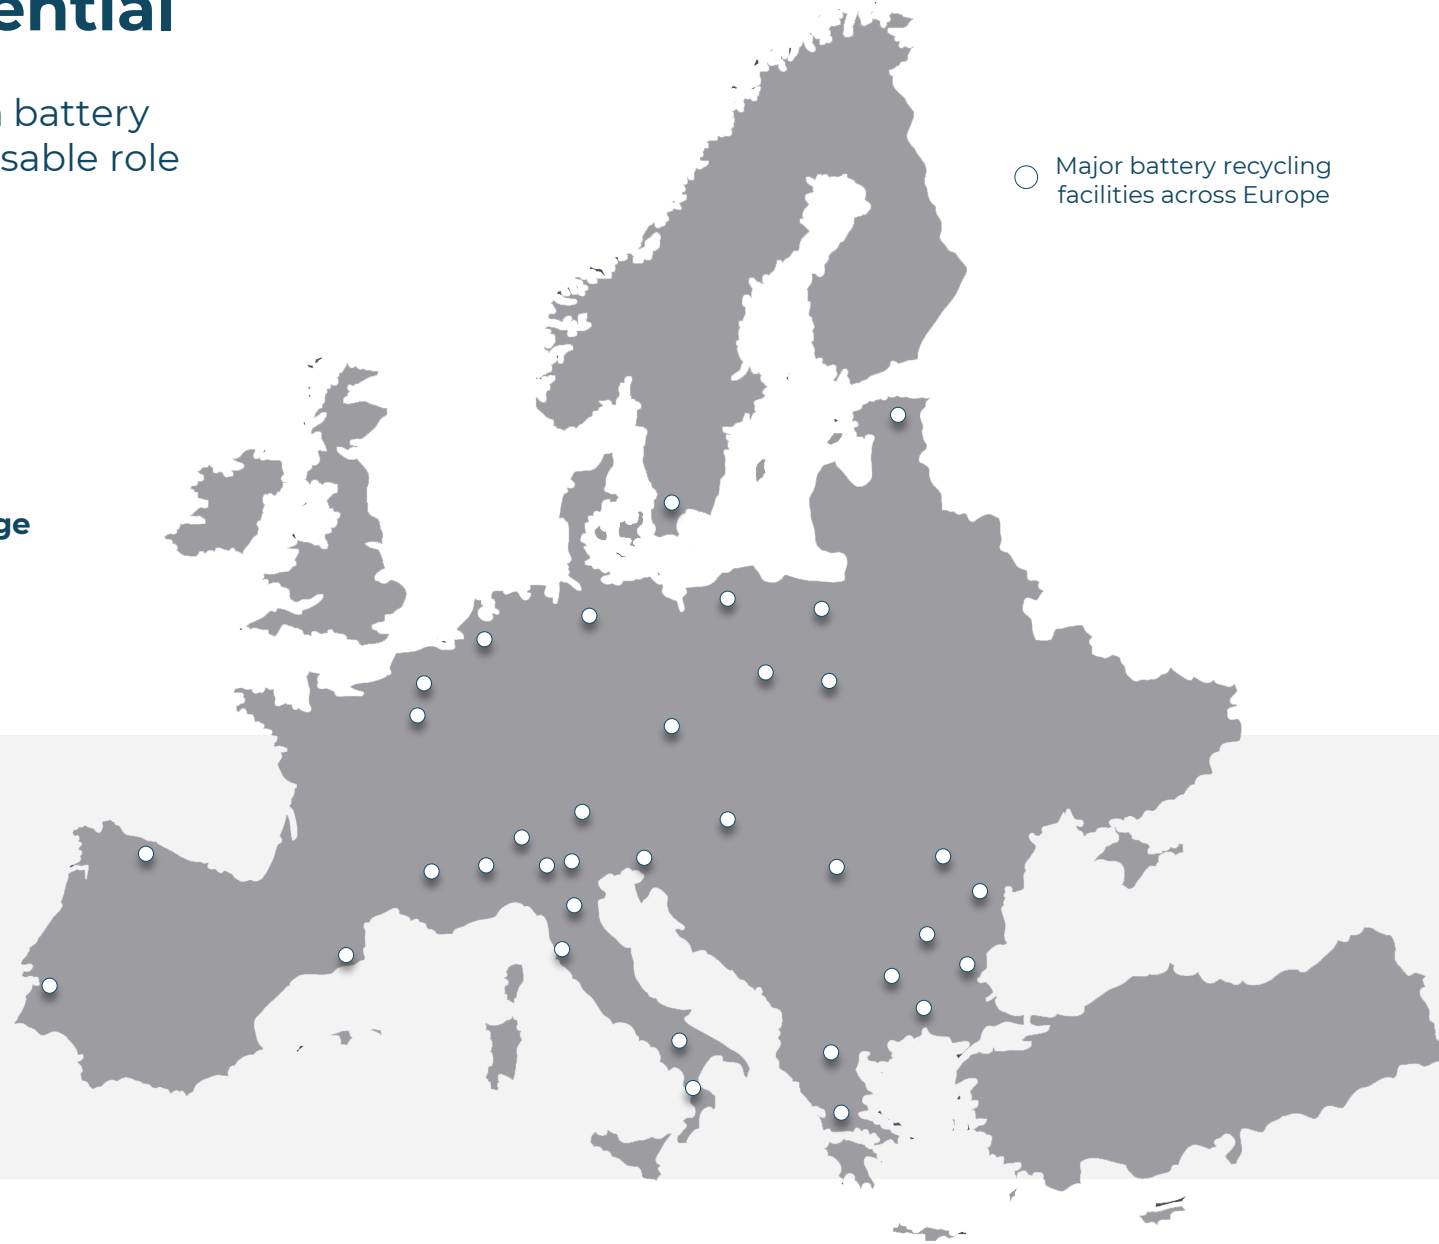 ential
battery
sable role
Major battery recycling
facilities across Europe
ge